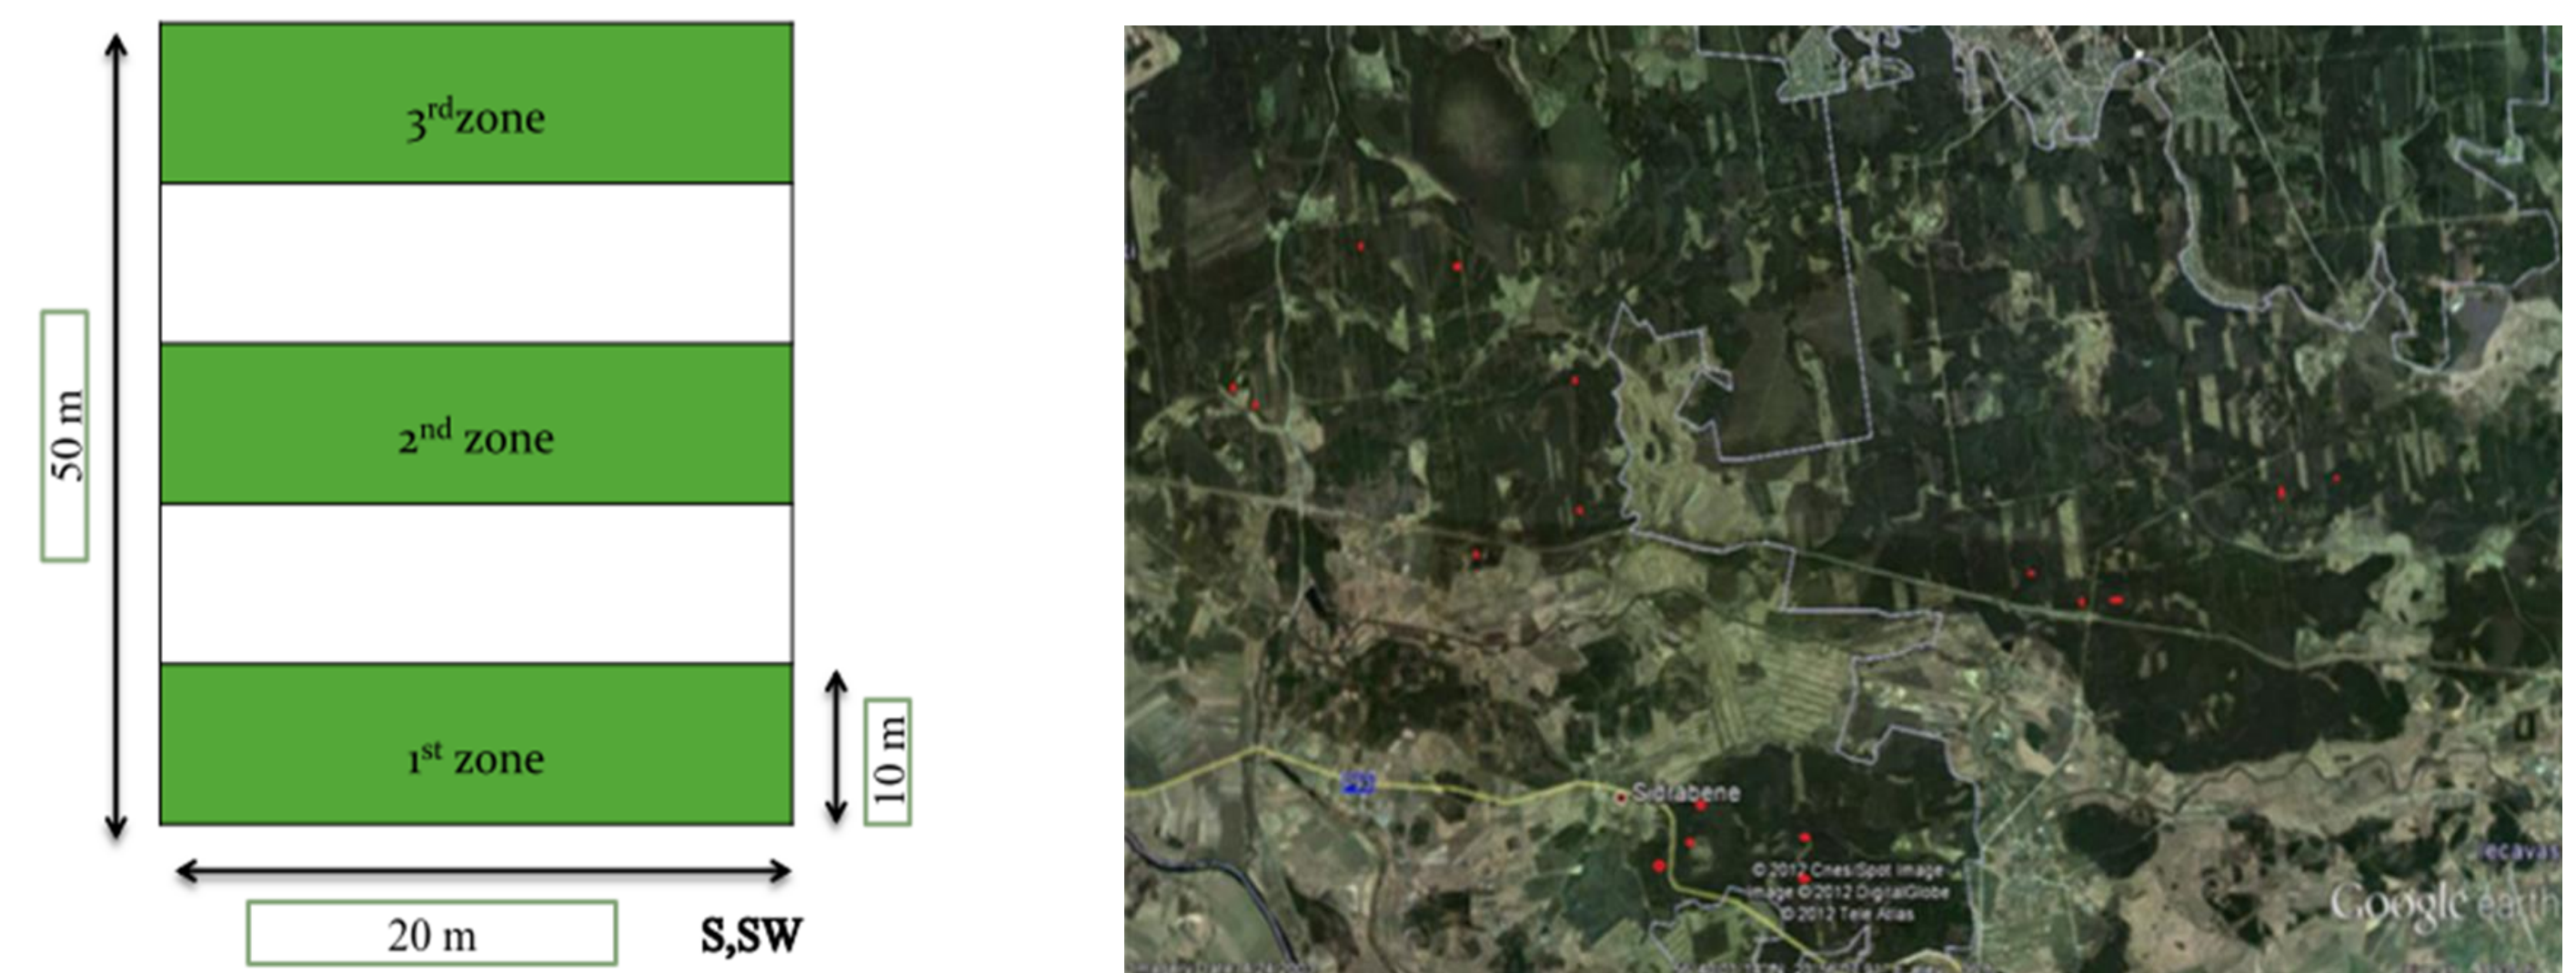 3rd zone
2nd zone
1st zone
50 m
10 m
20 m
S,SW
Sidrabene
© 2012 Cnes/Spot Image
Image © 2012 DigitalGlobe
© 2012 Tele Atlas
Google earth